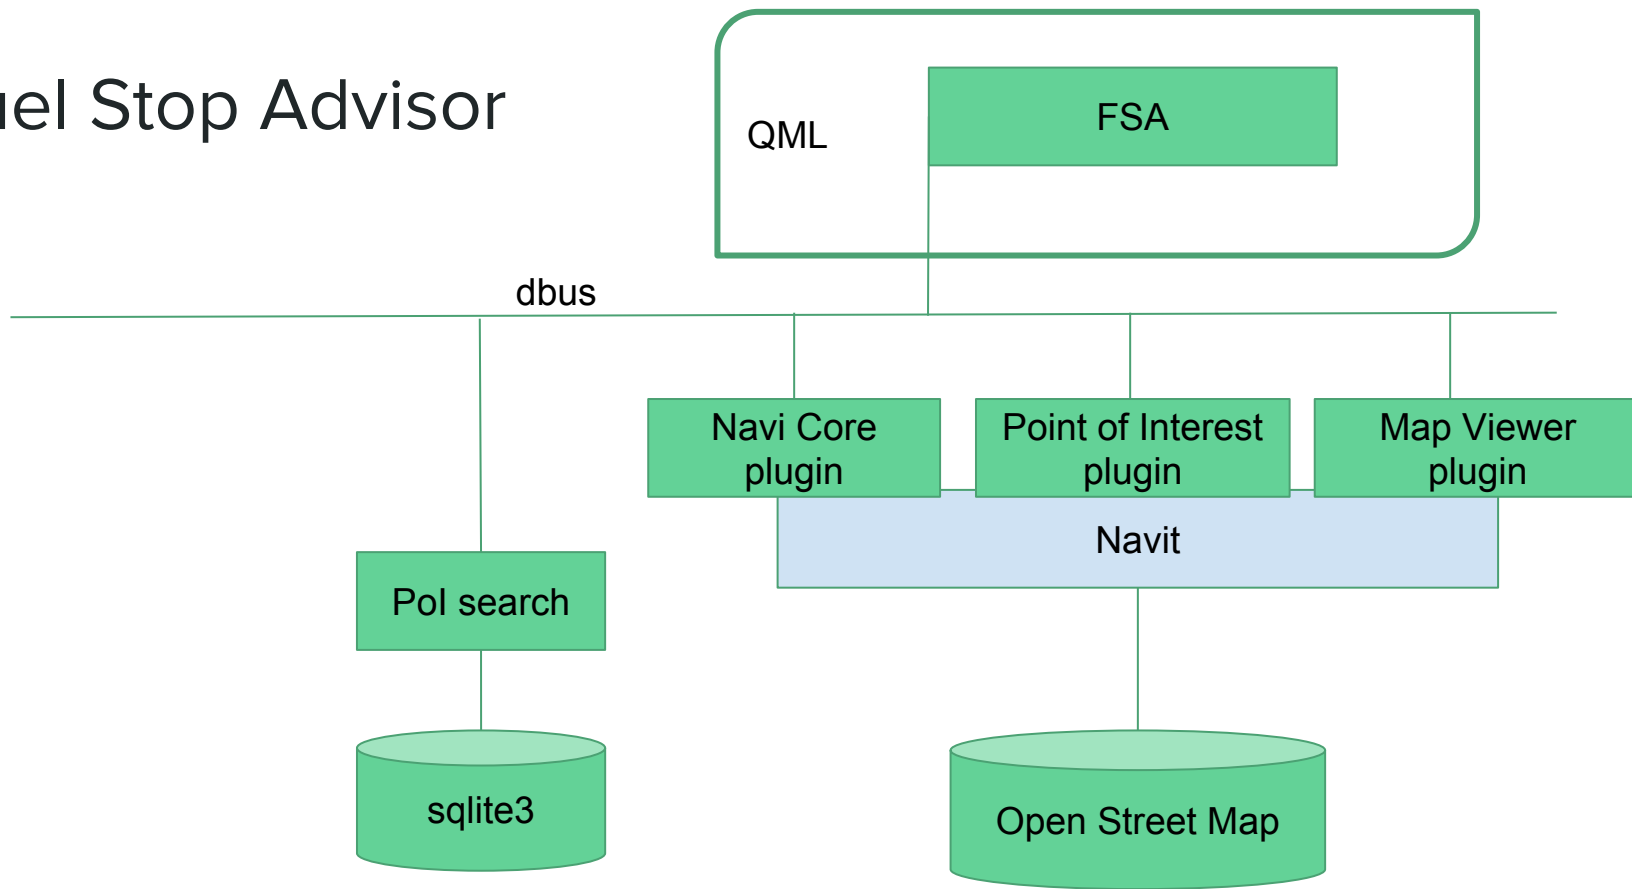 uel Stop Advisor
QML
FSA
dbus
Navi Core
plugin
Point of Interest
plugin
Map Viewer
plugin
Navit
PoI search
sqlite3
Open Street Map